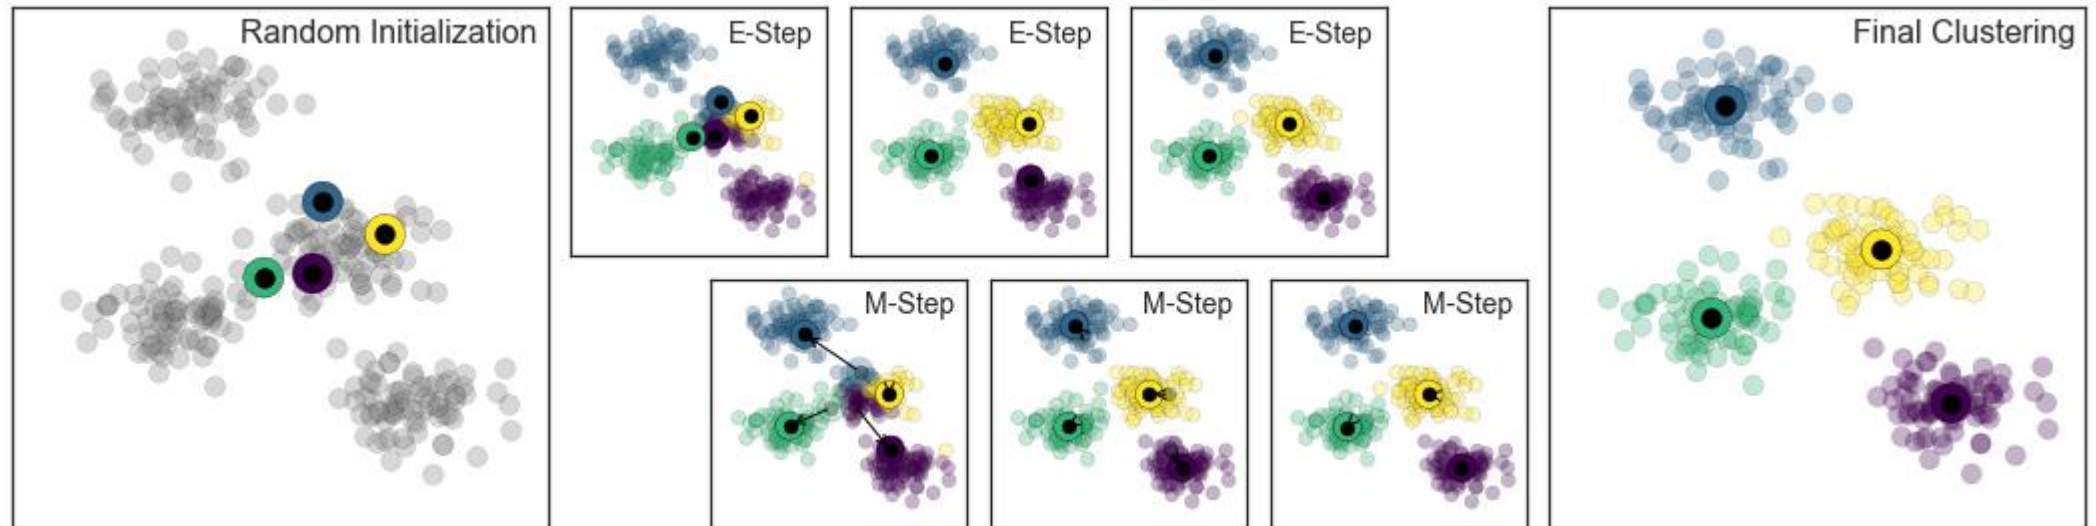 Random Initialization
E-Step
E-Step
E-Step
Final Clustering
M-Step
M-Step
M-Step